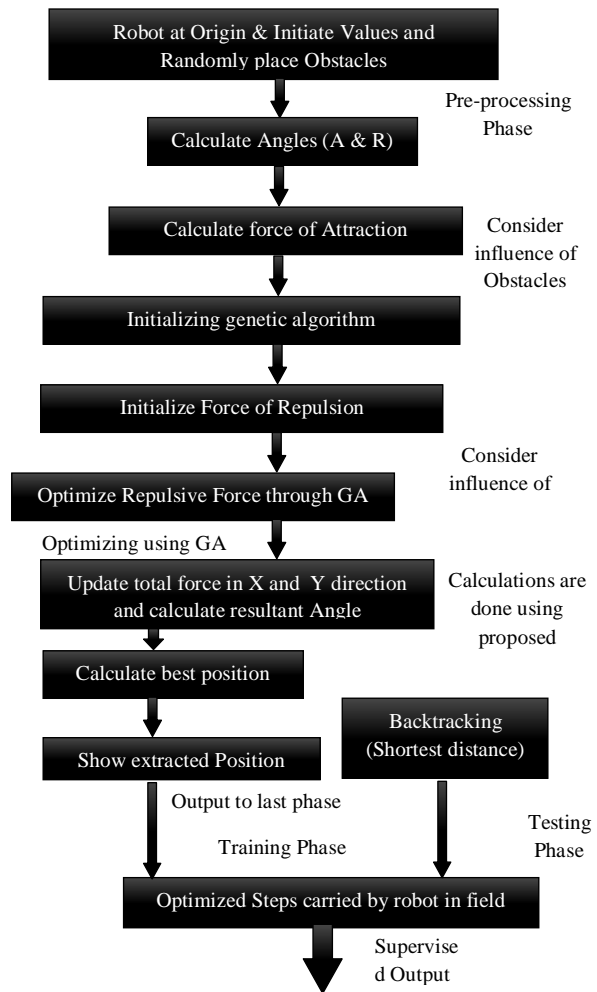 Robot at Origin & Initiate Values and
Randomly place Obstacles
Pre-processing
Phase
Calculate Angles (A & R)
Calculate force of Attraction
Consider
influence of
Obstacles
Initializing genetic algorithm
Initialize Force of Repulsion
Consider
influence of
Optimize Repulsive Force through GA
Optimizing using GA
Update total force in X and Y direction
and calculate resultant Angle
Calculations are
done using
proposed
Calculate best position
Backtracking
(Shortest distance)
Show extracted Position
Output to last phase
Training Phase
Testing
Phase
Optimized Steps carried by robot in field
Supervise
d Output